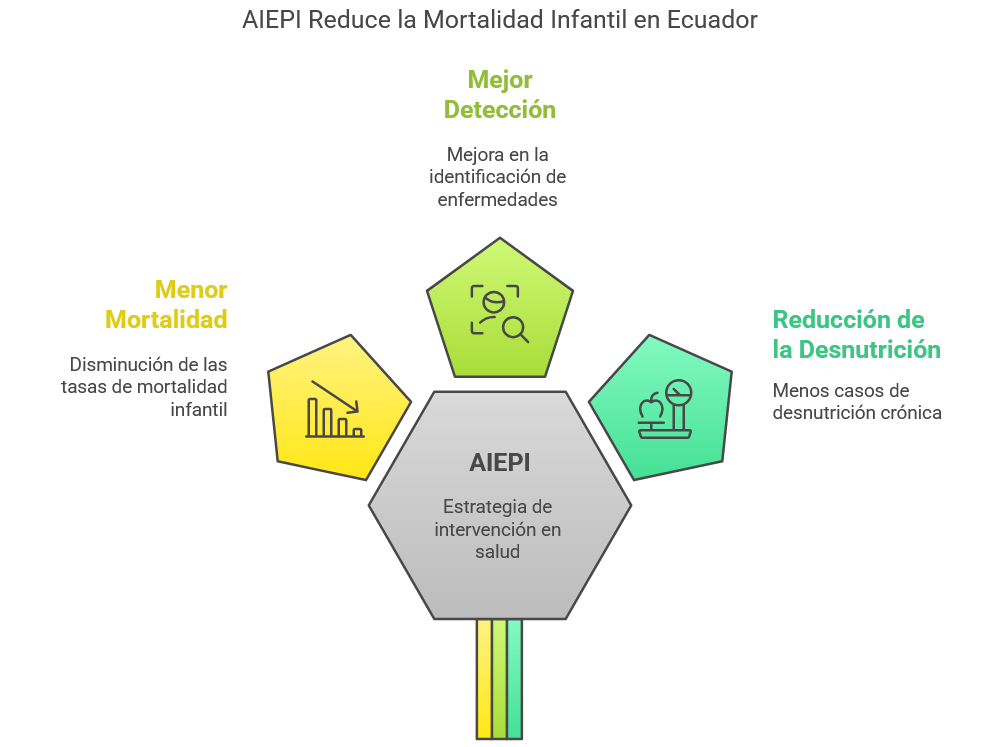 AIEPI Reduce la Mortalidad Infantil en Ecuador
Mejor
Detección
Mejora en la
identificación de
enfermedades
Menor
Mortalidad
Disminución de las
tasas de mortalidad
infantil
Reducción de
la Desnutrición
Menos casos de
desnutrición crónica
AIEPI
Estrategia de
intervención en
salud